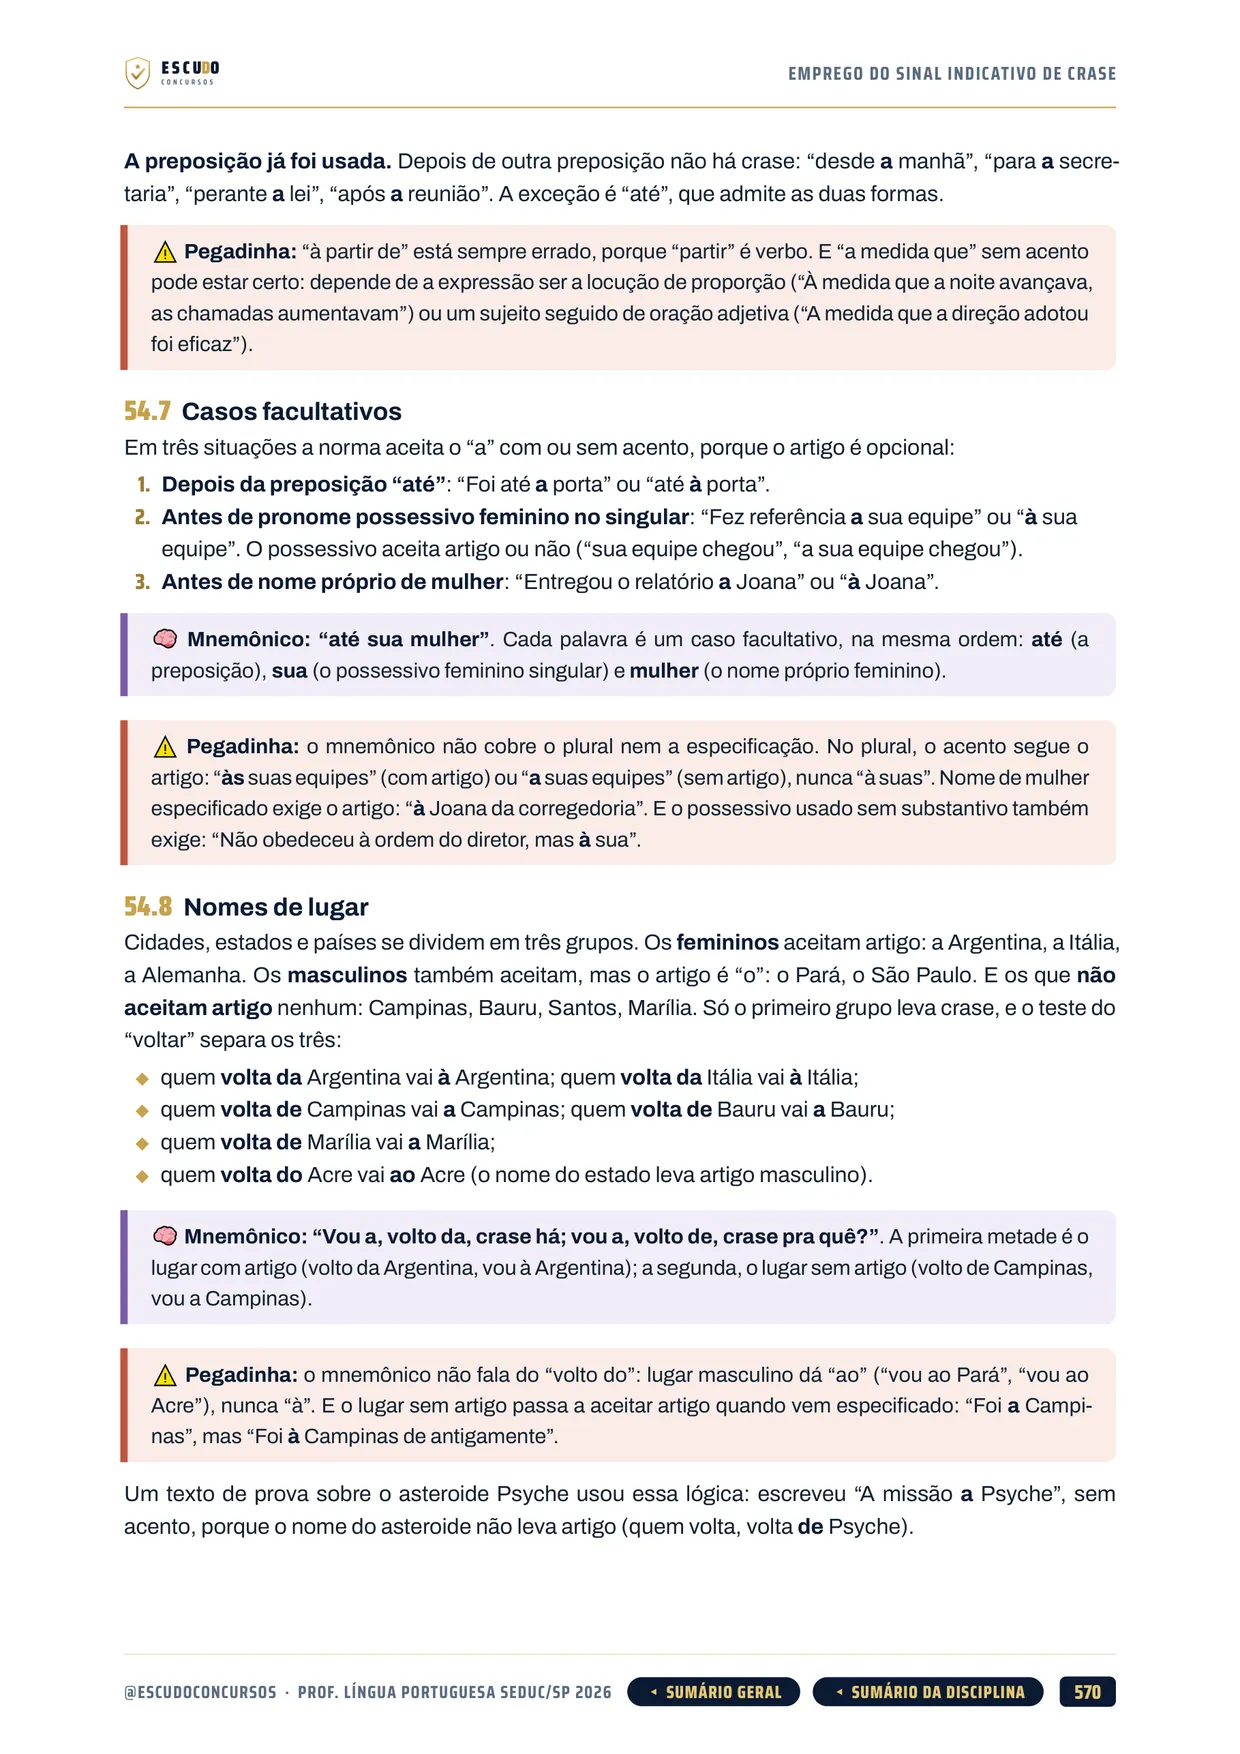 ESCUDO
CONCURSOS
EMPREGO DO SINAL INDICATIVO DE CRASE
A preposição já foi usada. Depois de outra preposição não há crase: “desde a manhã”, “para a secre-
taria”, “perante a lei”, “após a reunião”. A exceção é “até”, que admite as duas formas.
⚠ Pegadinha: “à partir de” está sempre errado, porque “partir” é verbo. E “a medida que” sem acento
pode estar certo: depende de a expressão ser a locução de proporção (“À medida que a noite avançava,
as chamadas aumentavam”) ou um sujeito seguido de oração adjetiva (“A medida que a direção adotou
foi eficaz”).
54.7 Casos facultativos
Em três situações a norma aceita o “a” com ou sem acento, porque o artigo é opcional:
1. Depois da preposição “até”: “Foi até a porta” ou “até à porta”.
2. Antes de pronome possessivo feminino no singular: “Fez referência a sua equipe” ou “à sua
equipe”. O possessivo aceita artigo ou não (“sua equipe chegou”, “a sua equipe chegou”).
3. Antes de nome próprio de mulher: “Entregou o relatório a Joana” ou “à Joana”.
🧠 Mnemônico: “até sua mulher”. Cada palavra é um caso facultativo, na mesma ordem: até (a
preposição), sua (o possessivo feminino singular) e mulher (o nome próprio feminino).
⚠ Pegadinha: o mnemônico não cobre o plural nem a especificação. No plural, o acento segue o
artigo: “às suas equipes” (com artigo) ou “a suas equipes” (sem artigo), nunca “à suas”. Nome de mulher
especificado exige o artigo: “à Joana da corregedoria”. E o possessivo usado sem substantivo também
exige: “Não obedeceu à ordem do diretor, mas à sua”.
54.8 Nomes de lugar
Cidades, estados e países se dividem em três grupos. Os femininos aceitam artigo: a Argentina, a Itália,
a Alemanha. Os masculinos também aceitam, mas o artigo é “o”: o Pará, o São Paulo. E os que não
aceitam artigo nenhum: Campinas, Bauru, Santos, Marília. Só o primeiro grupo leva crase, e o teste do
“voltar” separa os três:
◆ quem volta da Argentina vai à Argentina; quem volta da Itália vai à Itália;
◆ quem volta de Campinas vai a Campinas; quem volta de Bauru vai a Bauru;
◆ quem volta de Marília vai a Marília;
◆ quem volta do Acre vai ao Acre (o nome do estado leva artigo masculino).
🧠 Mnemônico: “Vou a, volto da, crase há; vou a, volto de, crase pra quê?”. A primeira metade é o
lugar com artigo (volto da Argentina, vou à Argentina); a segunda, o lugar sem artigo (volto de Campinas,
vou a Campinas).
⚠ Pegadinha: o mnemônico não fala do “volto do”: lugar masculino dá “ao” (“vou ao Pará”, “vou ao
Acre”), nunca “à”. E o lugar sem artigo passa a aceitar artigo quando vem especificado: “Foi a Campi-
nas”, mas “Foi à Campinas de antigamente”.
Um texto de prova sobre o asteroide Psyche usou essa lógica: escreveu “A missão a Psyche”, sem
acento, porque o nome do asteroide não leva artigo (quem volta, volta de Psyche).
@ESCUDOCONCURSOS · PROF. LÍNGUA PORTUGUESA SEDUC/SP 2026 ◂ SUMÁRIO GERAL ◂ SUMÁRIO DA DISCIPLINA 570